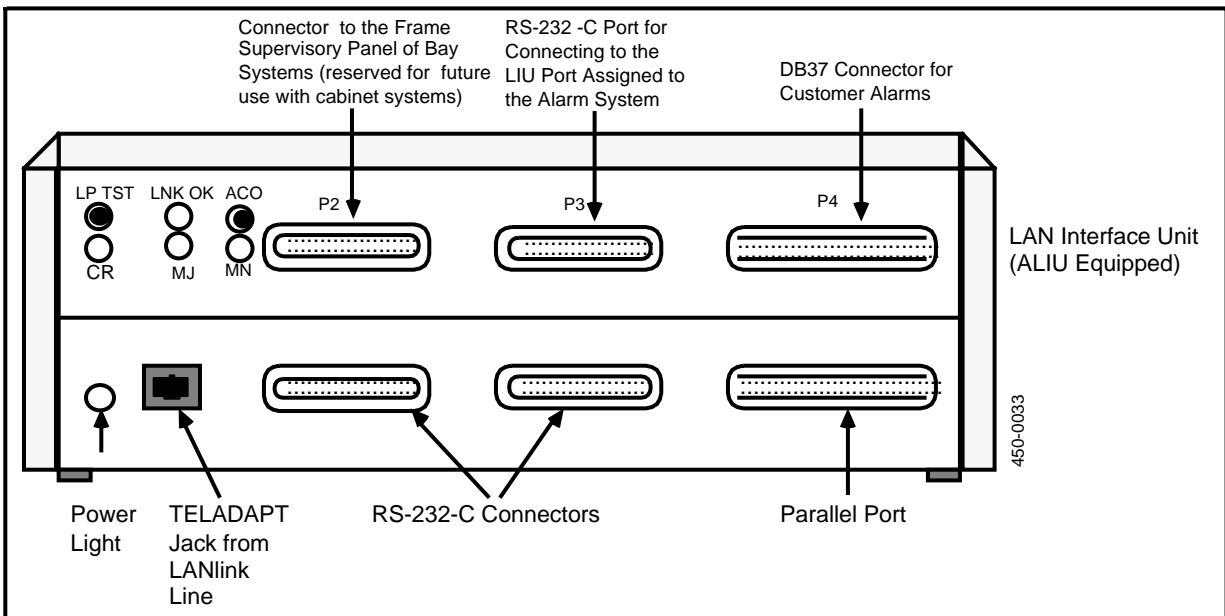 Connector to the Frame
Supervisory Panel of Bay
Systems (reserved for future
use with cabinet systems)
RS-232 -C Port for
Connecting to the
LIU Port Assigned to
the Alarm System
DB37 Connector for
Customer Alarms
LP TST
LNK OK
ACO
P2
P3
P4
CR
MJ
MN
LAN Interface Unit
(ALIU Equipped)
450-0033
Power
Light
TELADAPT
Jack from
LANlink
Line
RS-232-C Connectors
Parallel Port